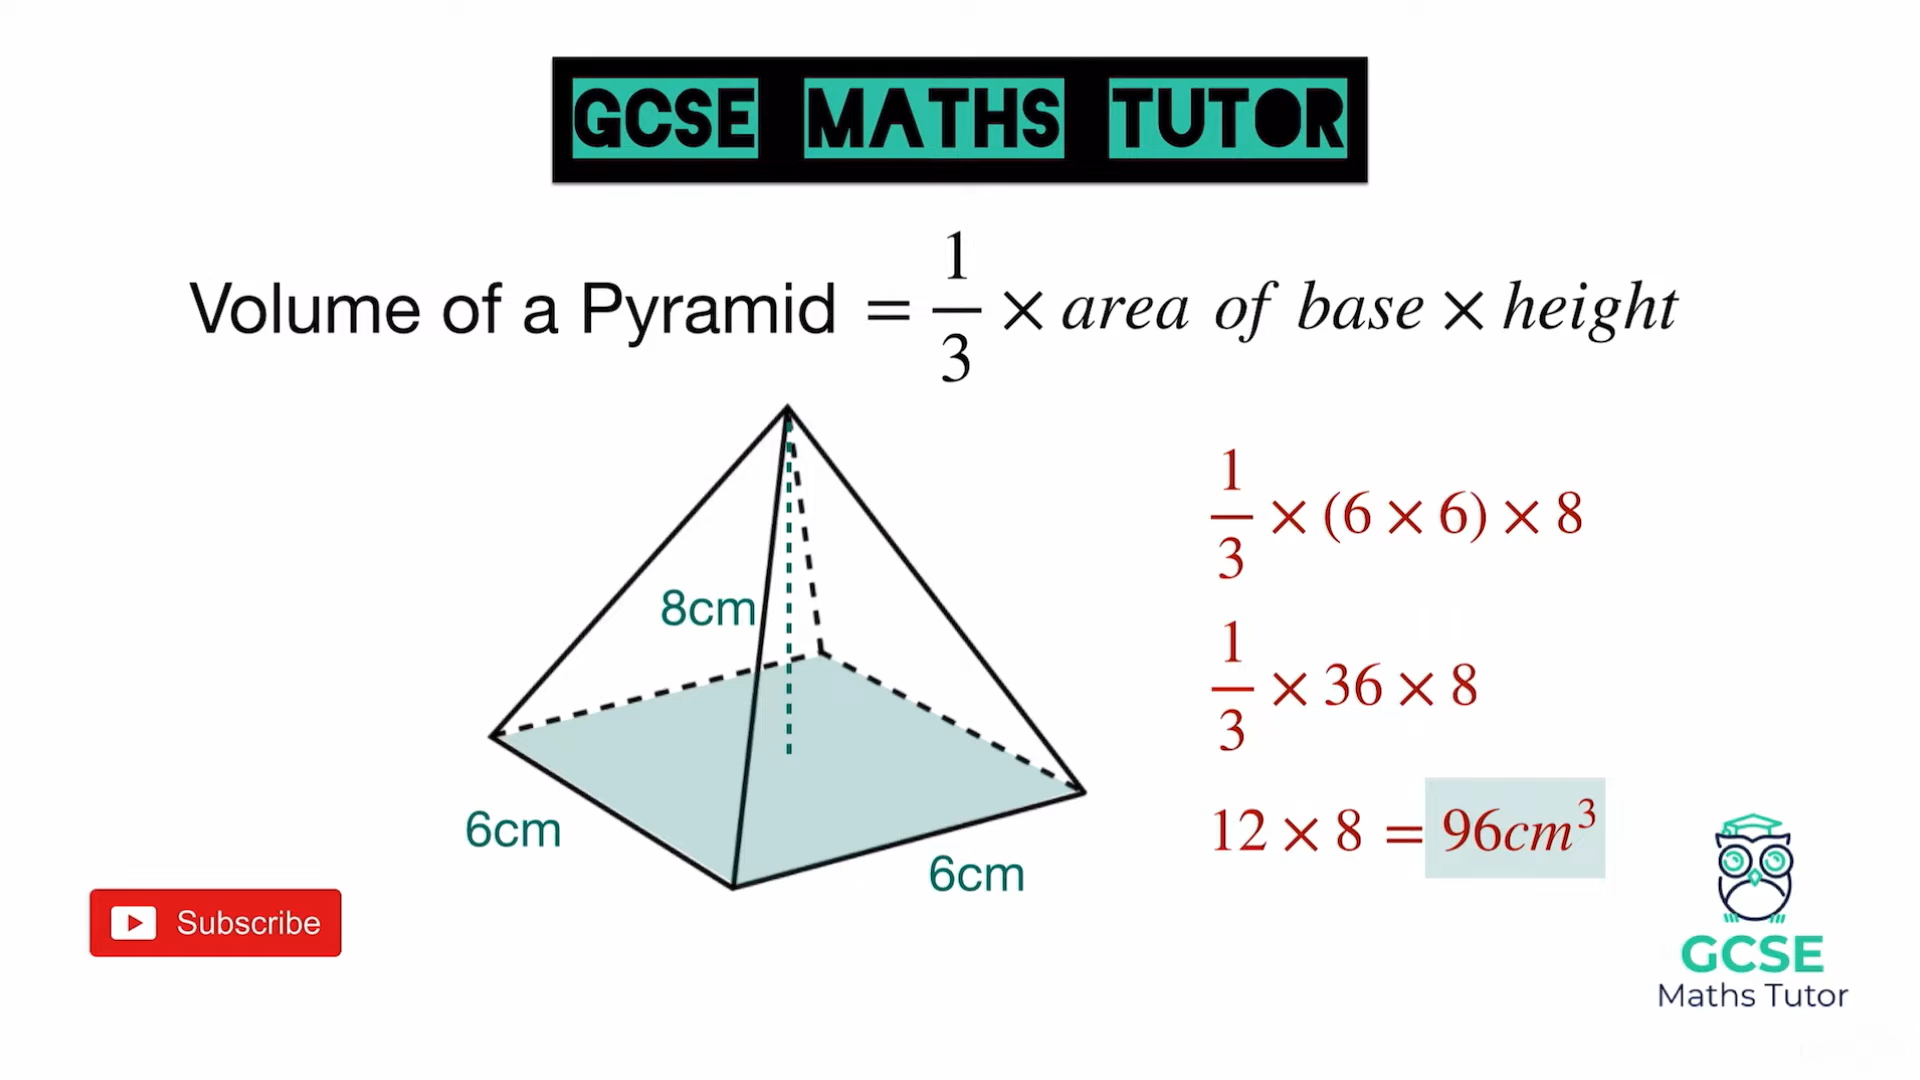 GCSE MATHS TUTOR
Volume of a Pyramid = 1/3 × area of base × height
8cm
6cm
6cm
1/3 × (6 × 6) × 8
1/3 × 36 × 8
12 × 8 = 96cm³
Subscribe
GCSE
Maths Tutor